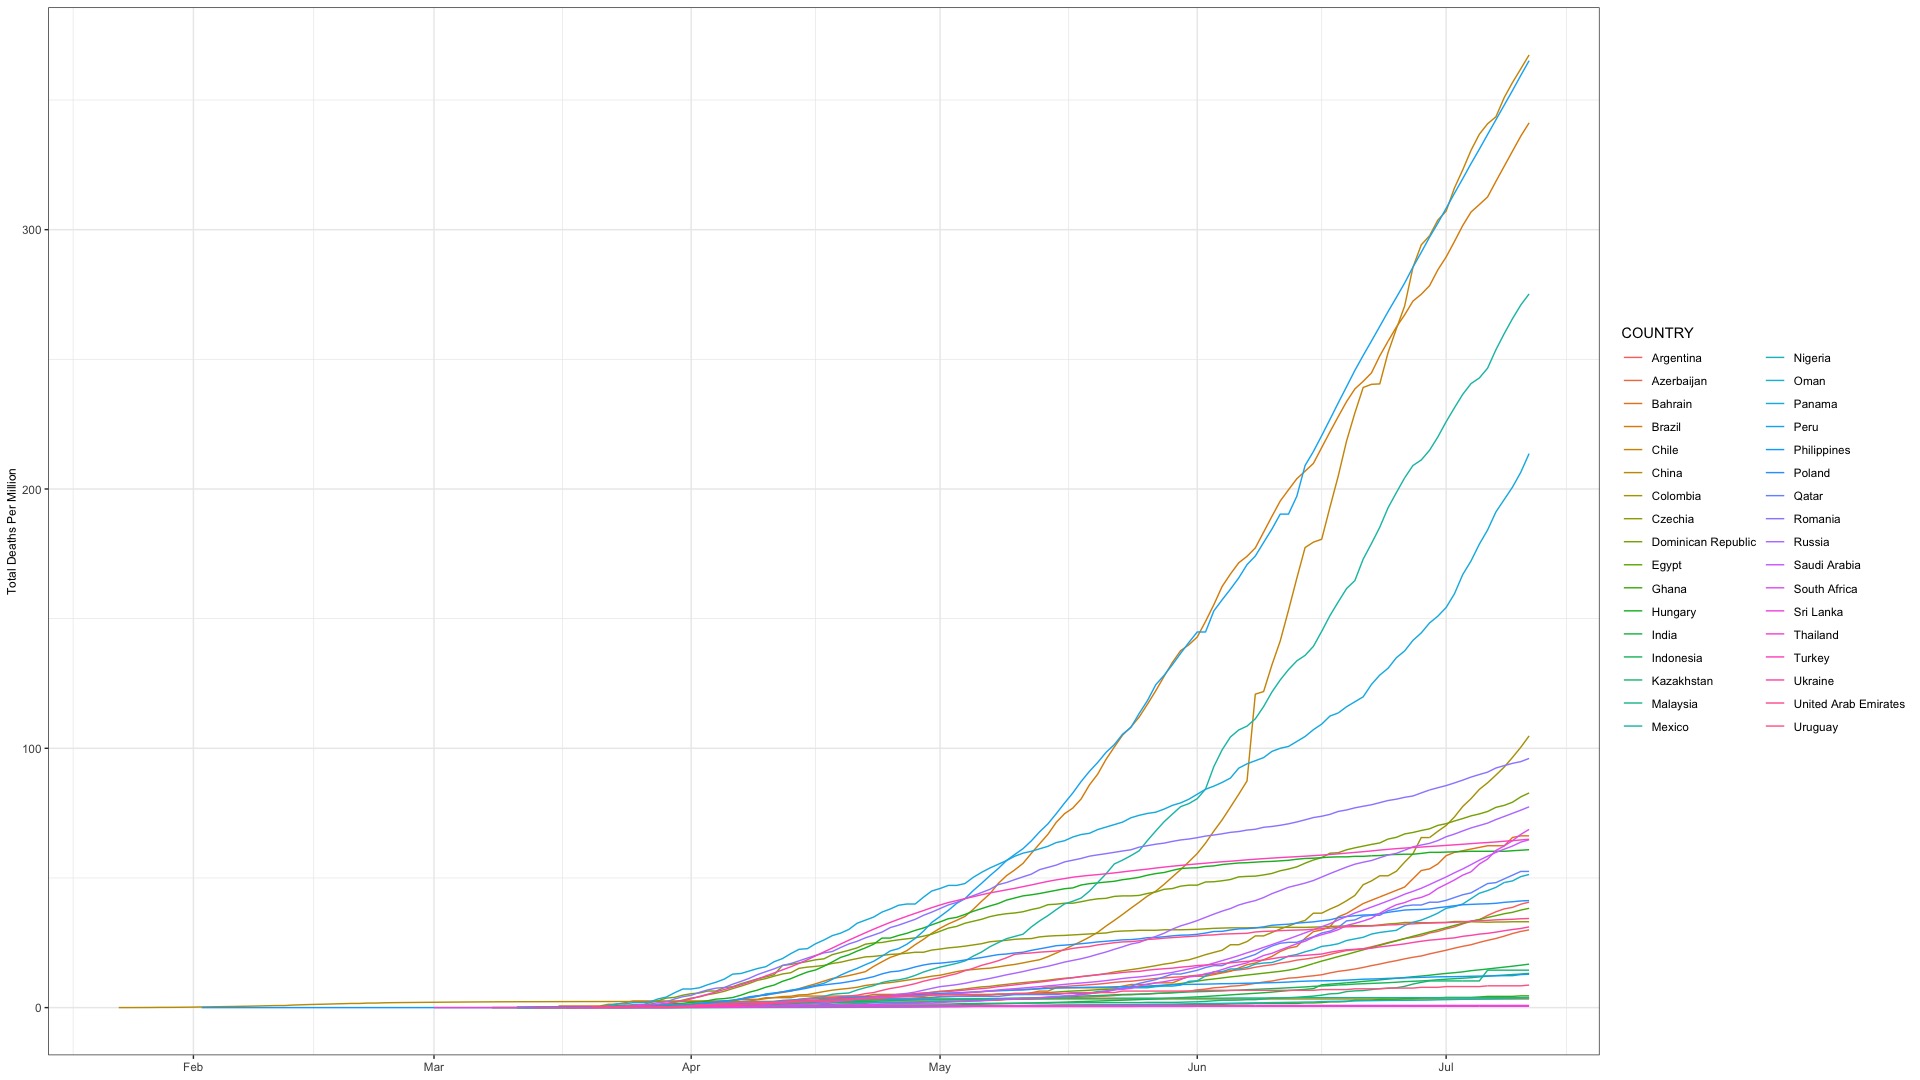 Total Deaths Per Million
300
200
100
0
Feb
Mar
Apr
May
Jun
Jul
COUNTRY
Argentina
Azerbaijan
Bahrain
Brazil
Chile
China
Colombia
Czechia
Dominican Republic
Egypt
Ghana
Hungary
India
Indonesia
Kazakhstan
Malaysia
Mexico
Nigeria
Oman
Panama
Peru
Philippines
Poland
Qatar
Romania
Russia
Saudi Arabia
South Africa
Sri Lanka
Thailand
Turkey
Ukraine
United Arab Emirates
Uruguay